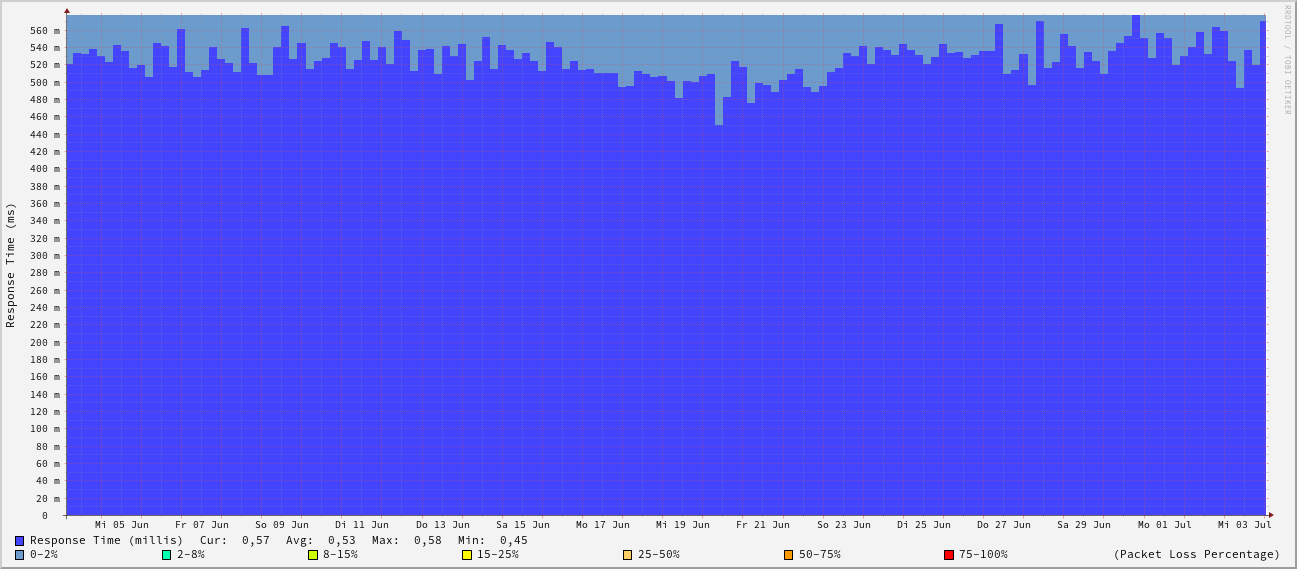 RRDTOOL / TOBI OETIKER
Response Time (ms)
560 m
540 m
520 m
500 m
480 m
460 m
440 m
420 m
400 m
380 m
360 m
340 m
320 m
300 m
280 m
260 m
240 m
220 m
200 m
180 m
160 m
140 m
120 m
100 m
80 m
60 m
40 m
20 m
0
Mi 05 Jun Fr 07 Jun So 09 Jun Di 11 Jun Do 13 Jun Sa 15 Jun Mo 17 Jun Mi 19 Jun Fr 21 Jun So 23 Jun Di 25 Jun Do 27 Jun Sa 29 Jun Mo 01 Jul Mi 03 Jul
Response Time (millis) Cur: 0,57 Avg: 0,53 Max: 0,58 Min: 0,45
0-2% 2-8% 8-15% 15-25% 25-50% 50-75% 75-100% (Packet Loss Percentage)